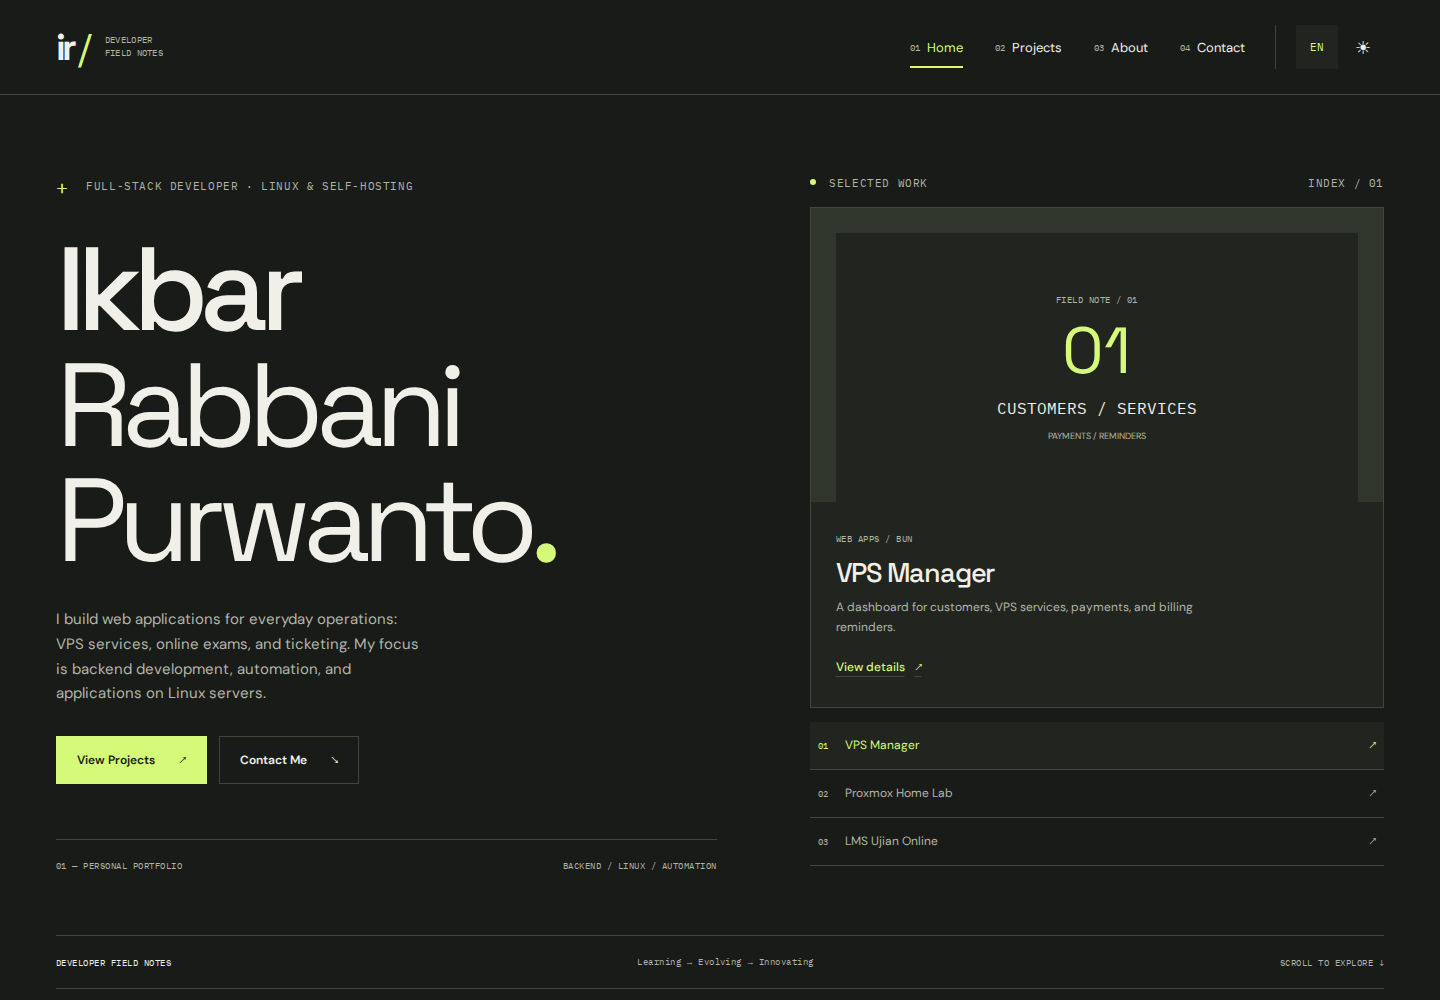 ir/
DEVELOPER
FIELD NOTES
01 Home
02 Projects
03 About
04 Contact
EN
+ FULL-STACK DEVELOPER · LINUX & SELF-HOSTING
Ikbar
Rabbani
Purwanto.
I build web applications for everyday operations:
VPS services, online exams, and ticketing. My focus
is backend development, automation, and
applications on Linux servers.
View Projects ↗
Contact Me ↘
01 — PERSONAL PORTFOLIO
BACKEND / LINUX / AUTOMATION
SELECTED WORK
INDEX / 01
FIELD NOTE / 01
01
CUSTOMERS / SERVICES
PAYMENTS / REMINDERS
WEB APPS / BUN
VPS Manager
A dashboard for customers, VPS services, payments, and billing
reminders.
View details ↗
01 VPS Manager ↗
02 Proxmox Home Lab ↗
03 LMS Ujian Online ↗
DEVELOPER FIELD NOTES
Learning → Evolving → Innovating
SCROLL TO EXPLORE ↓